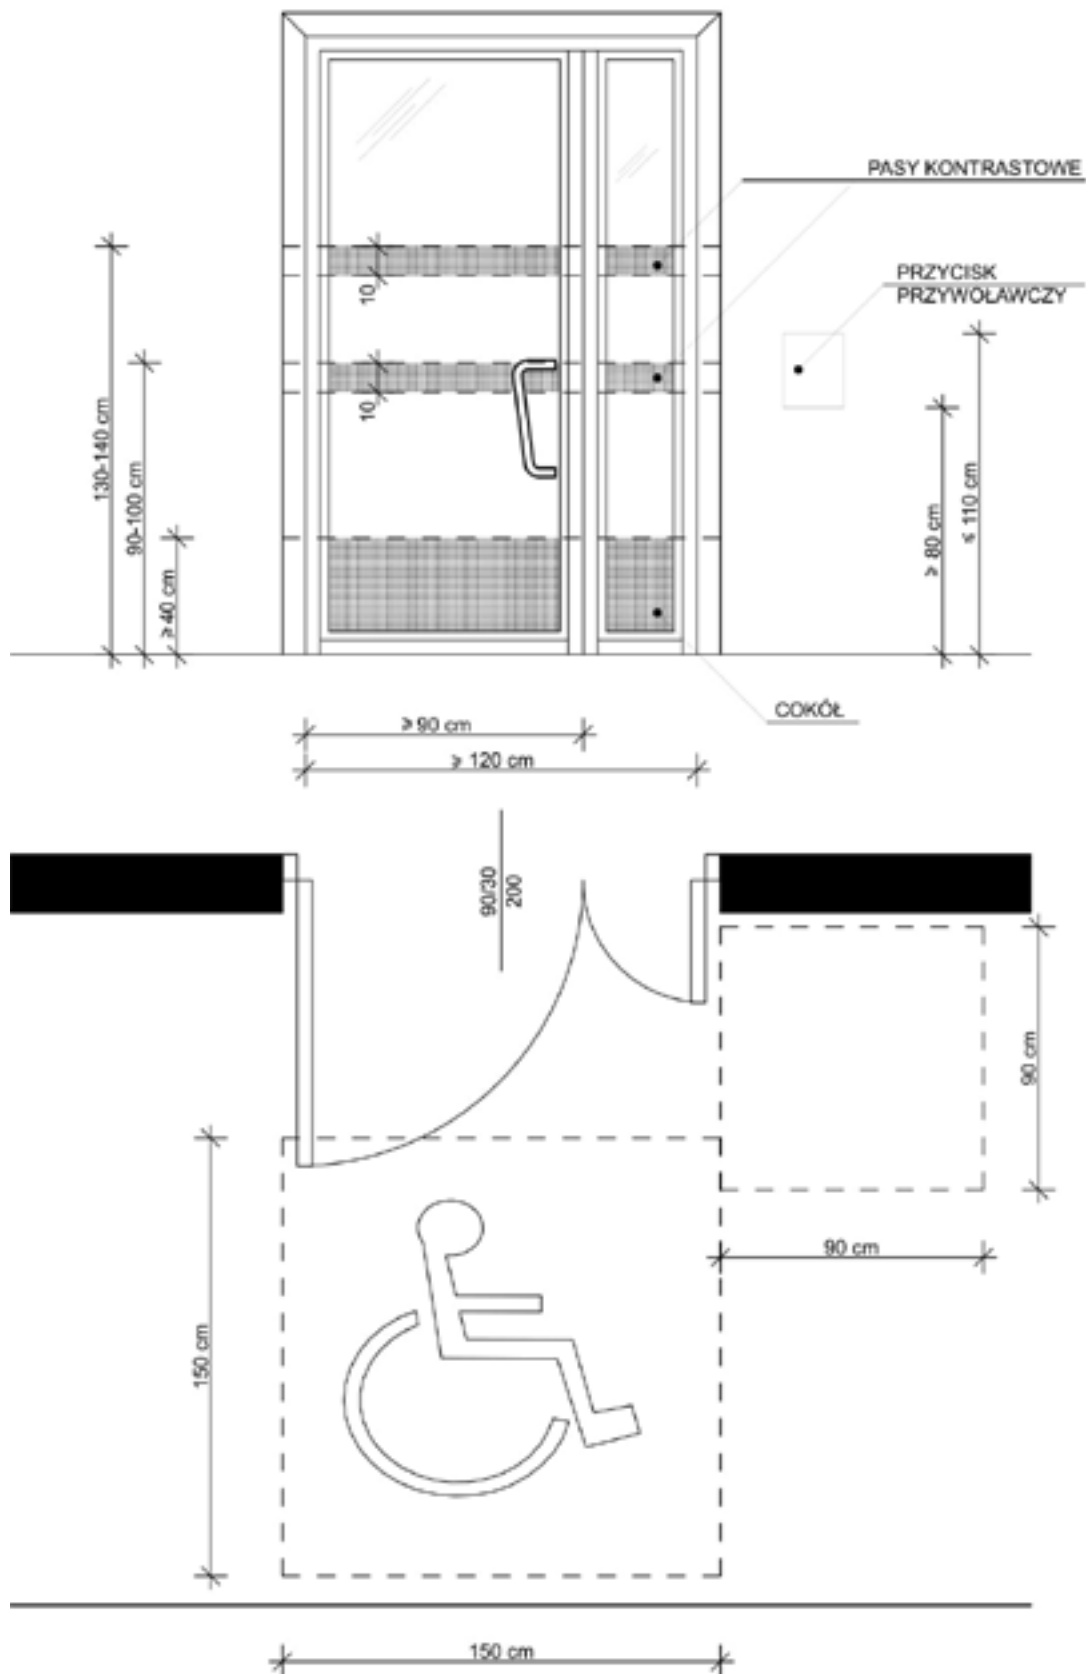 PASY KONTRASTOWE
PRZYCISK
PRZYWOŁAWCZY
10
10
130-140 cm
90-100 cm
≥ 40 cm
≥ 80 cm
≤ 110 cm
COKÓŁ
≥ 90 cm
≥ 120 cm
90/30
200
90 cm
90 cm
150 cm
150 cm